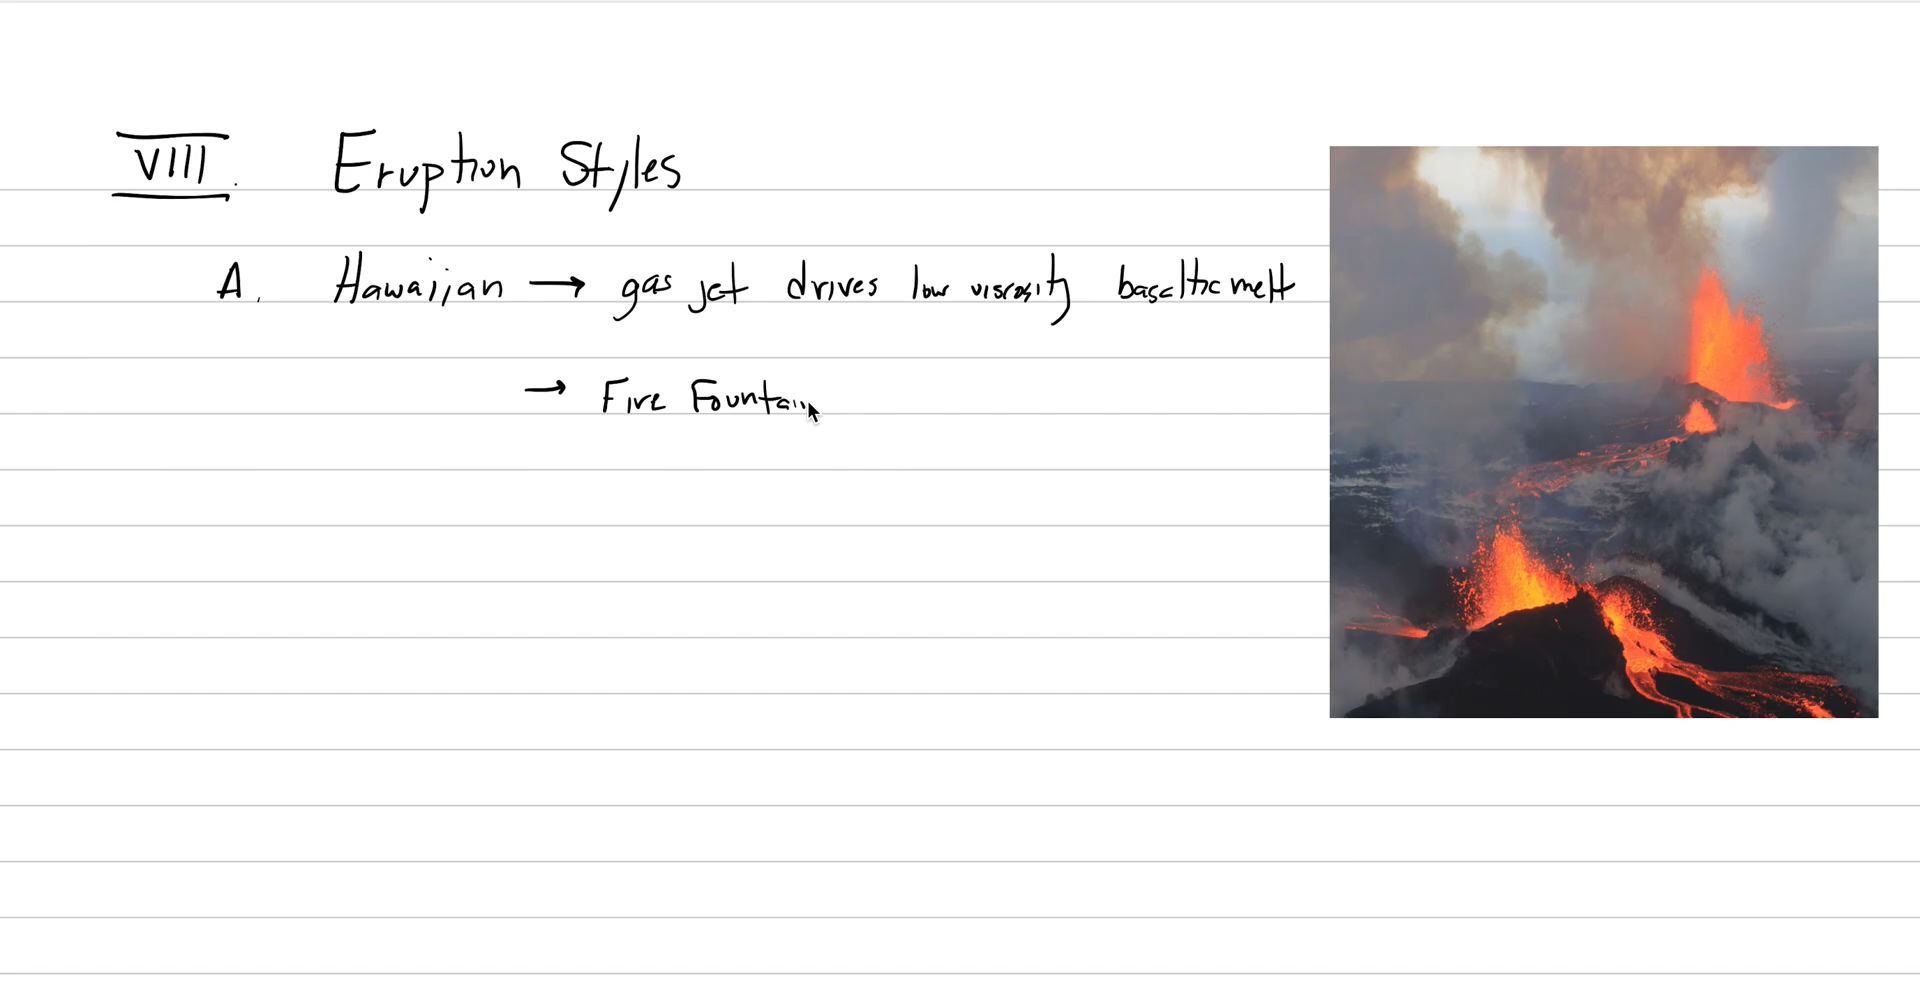 VIII. Eruption Styles
A. Hawaiian → gas jet drives low viscosity basaltic melt
→ Fire Fountain